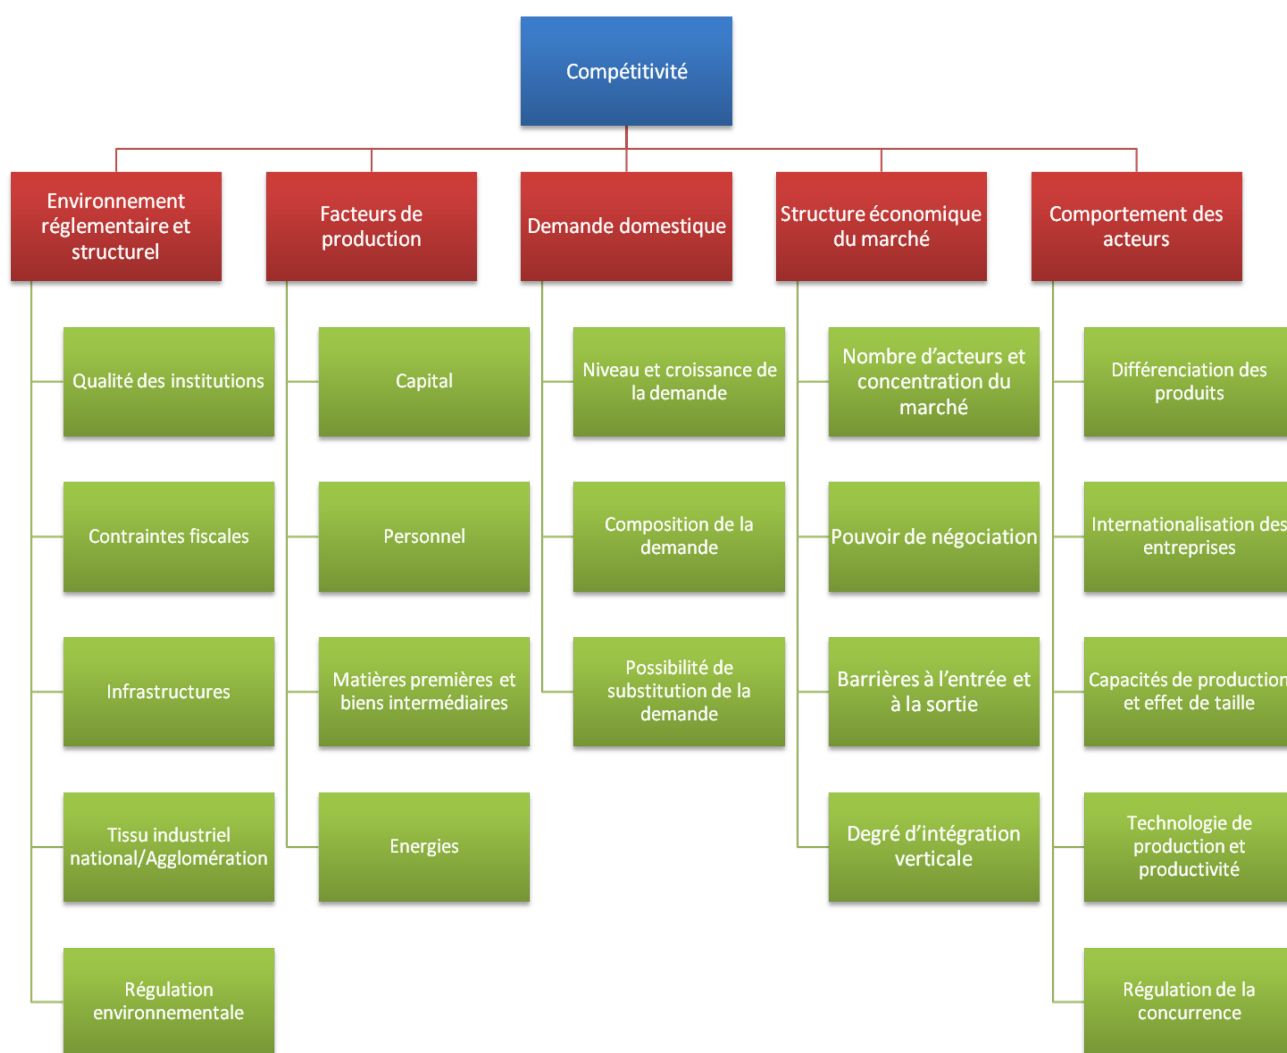 Compétitivité
Environnement
réglementaire et
structurel
Facteurs de
production
Demande domestique
Structure économique
du marché
Comportement des
acteurs
Qualité des institutions
Capital
Niveau et croissance de
la demande
Nombre d’acteurs et
concentration du
marché
Différenciation des
produits
Contraintes fiscales
Personnel
Composition de la
demande
Pouvoir de négociation
Internationalisation des
entreprises
Infrastructures
Matières premières et
biens intermédiaires
Possibilité de
substitution de la
demande
Barrières à l’entrée et
à la sortie
Capacités de production
et effet de taille
Tissu industriel
national/Agglomération
Energies
Degré d’intégration
verticale
Technologie de
production et
productivité
Régulation
environnementale
Régulation de la
concurrence